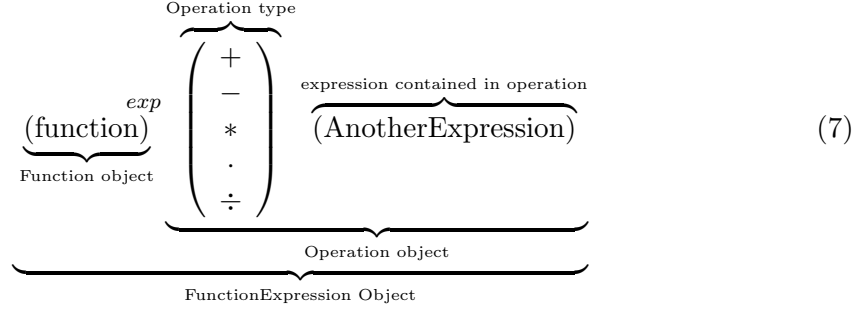 Operation type
+
−
expression contained in operation
(function)^exp * (AnotherExpression) (7)
·
÷
Function object
Operation object
FunctionExpression Object